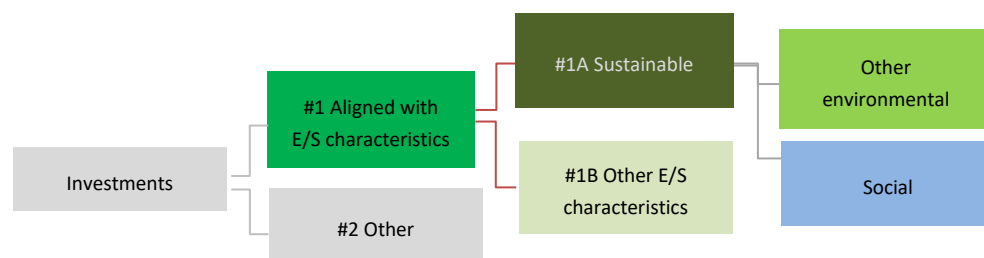 Investments
#1 Aligned with
E/S characteristics
#2 Other
#1A Sustainable
#1B Other E/S
characteristics
Other
environmental
Social